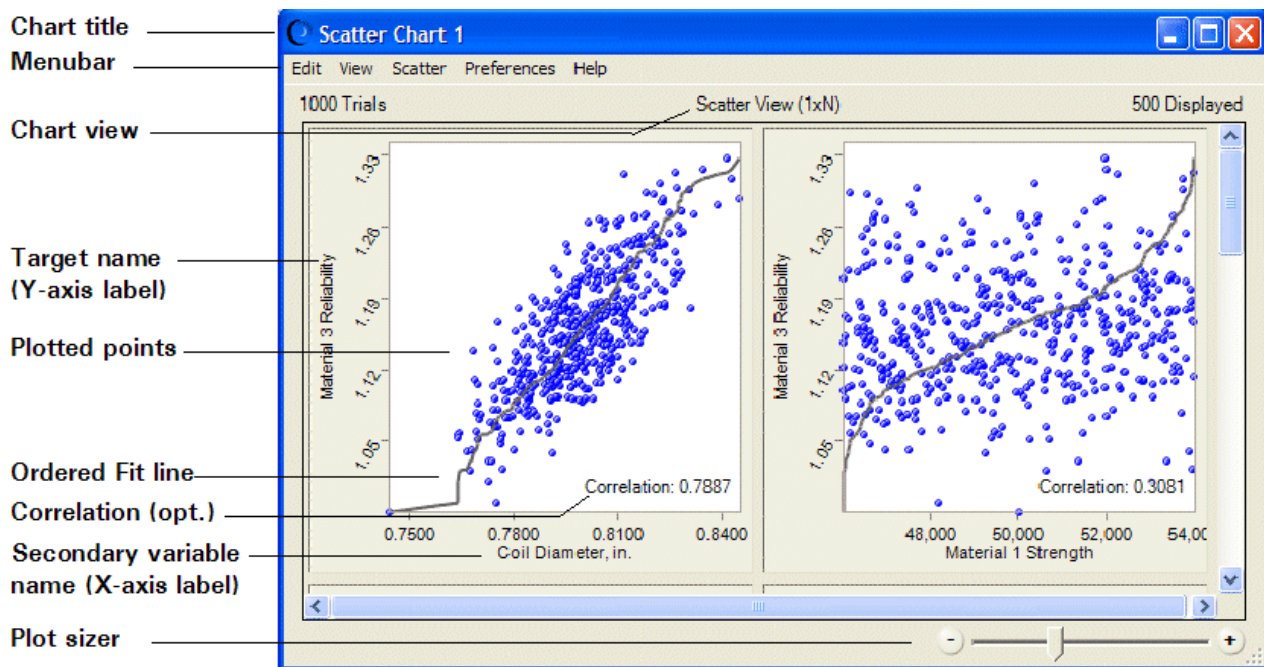 Chart title
Menubar
Chart view
Target name
(Y-axis label)
Plotted points
Ordered Fit line
Correlation (opt.)
Secondary variable
name (X-axis label)
Plot sizer
Scatter Chart 1
Edit View Scatter Preferences Help
1000 Trials Scatter View (1xN) 500 Displayed
Material 3 Reliability
1.33
1.26
1.19
1.12
1.05
Correlation: 0.7887
0.7500 0.7800 0.8100 0.8400
Coil Diameter, in.
Material 3 Reliability
1.33
1.26
1.19
1.12
1.05
Correlation: 0.3081
48,000 50,000 52,000 54,00
Material 1 Strength
- +